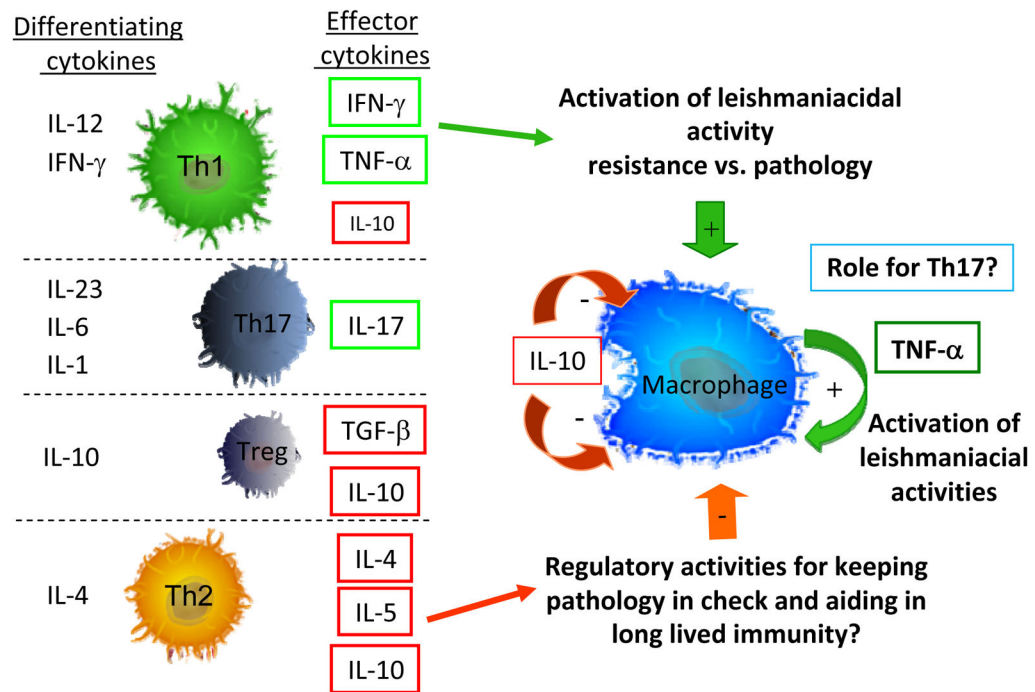 Differentiating
cytokines
Effector
cytokines
IL-12
IFN-γ
Th1
IFN-γ
TNF-α
IL-10
IL-23
IL-6
IL-1
Th17
IL-17
IL-10
Treg
TGF-β
IL-10
IL-4
Th2
IL-4
IL-5
IL-10
Activation of leishmaniacidal
activity
resistance vs. pathology
+
Role for Th17?
-
IL-10
-
Macrophage
+
TNF-α
Activation of
leishmaniacial
activities
-
Regulatory activities for keeping
pathology in check and aiding in
long lived immunity?